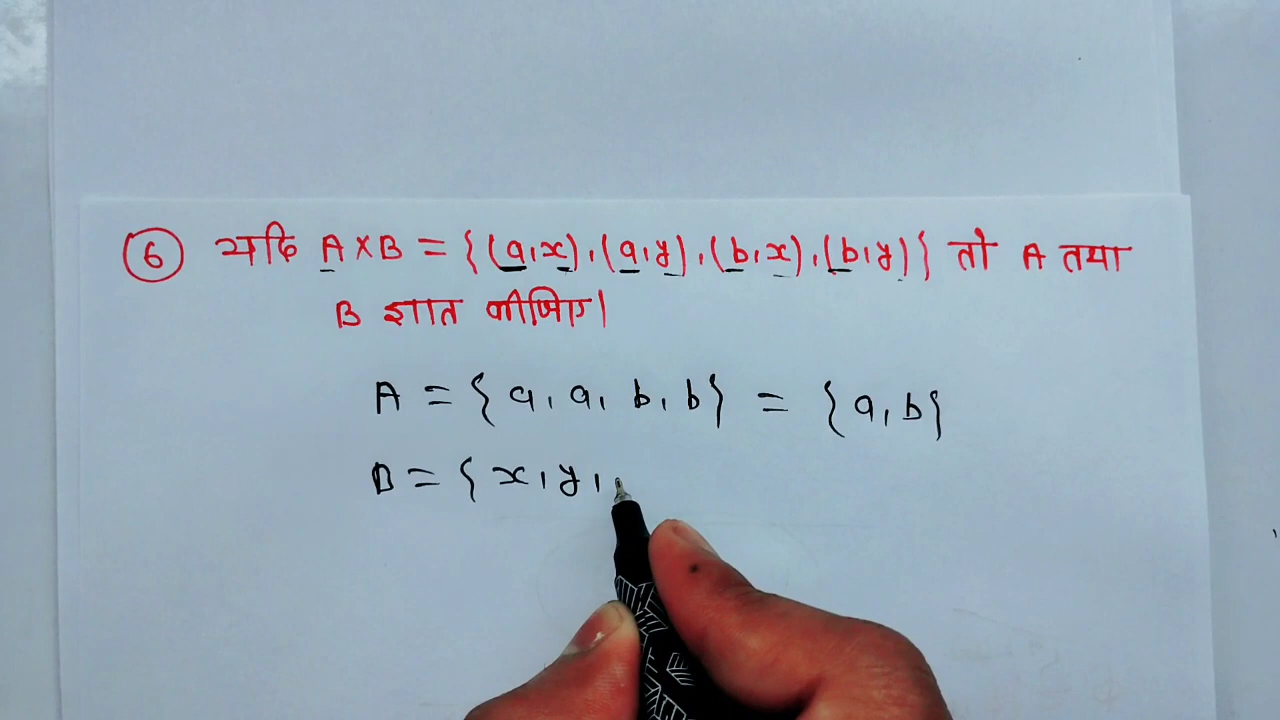 6 यदि A×B = {(a,x),(a,y),(b,x),(b,y)} तो A तथा
B ज्ञात कीजिए।
A = {a, a, b, b} = {a, b}
B = {x, y,